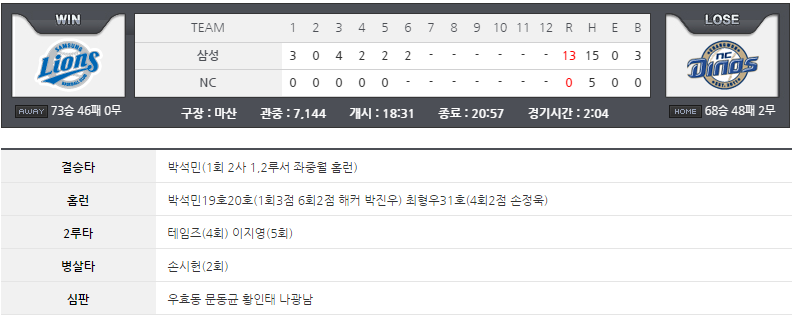 WIN
TEAM 1 2 3 4 5 6 7 8 9 10 11 12 R H E B
LOSE
SAMSUNG
Lions
삼성 3 0 4 2 2 2 - - - - - - 13 15 0 3
NC
DINOS
NC 0 0 0 0 0 - - - - - - - 0 5 0 0
AWAY 73승 46패 0무
구장 : 마산 관중 : 7,144 개시 : 18:31 종료 : 20:57 경기시간 : 2:04
HOME 68승 48패 2무
결승타 박석민(1회 2사 1,2루서 좌중월 홈런)
홈런 박석민19호20호(1회3점 6회2점 해커 박진우) 최형우31호(4회2점 손정욱)
2루타 테임즈(4회) 이지영(5회)
병살타 손시헌(2회)
심판 우효동 문동균 황인태 나광남